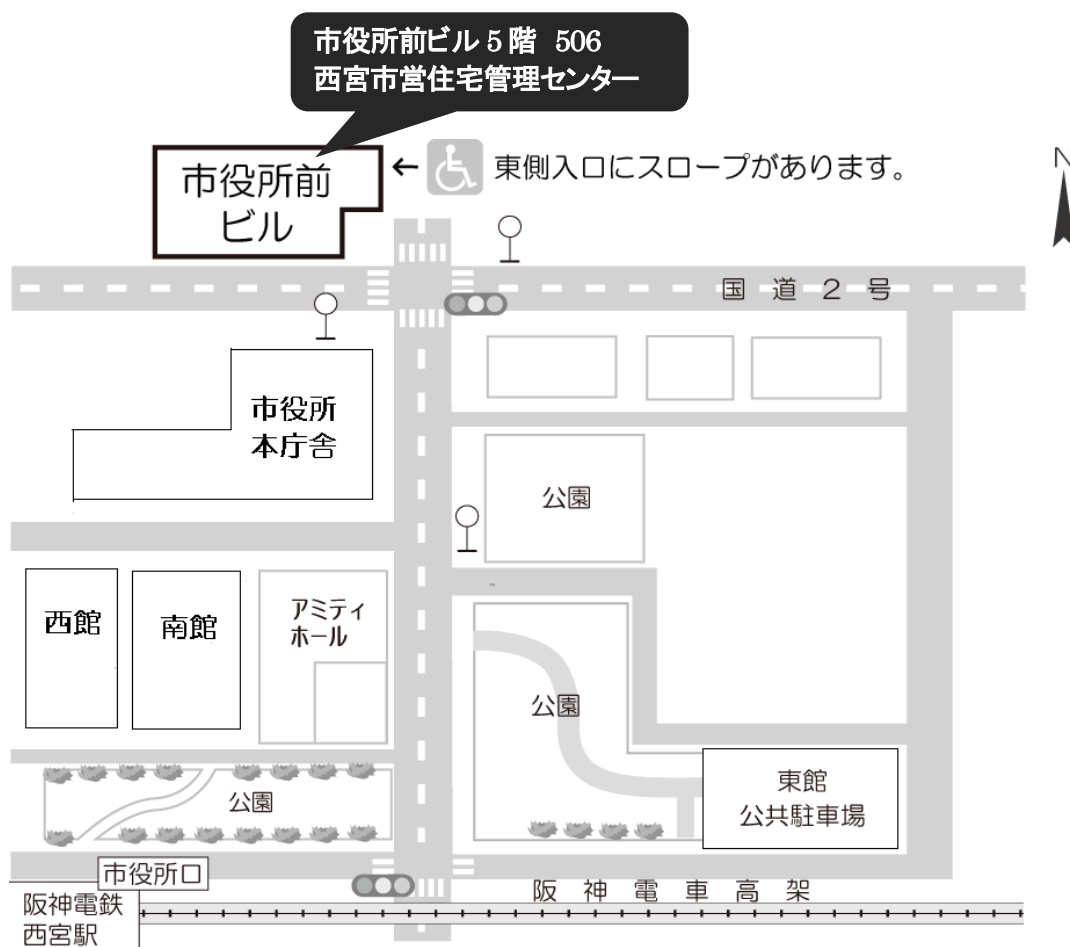 市役所前ビル5階 506
西宮市営住宅管理センター
市役所前
ビル
← 東側入口にスロープがあります。
N
国道2号
市役所
本庁舎
公園
西館
南館
アミティ
ホール
公園
公園
東館
公共駐車場
市役所口
阪神電車高架
阪神電鉄
西宮駅